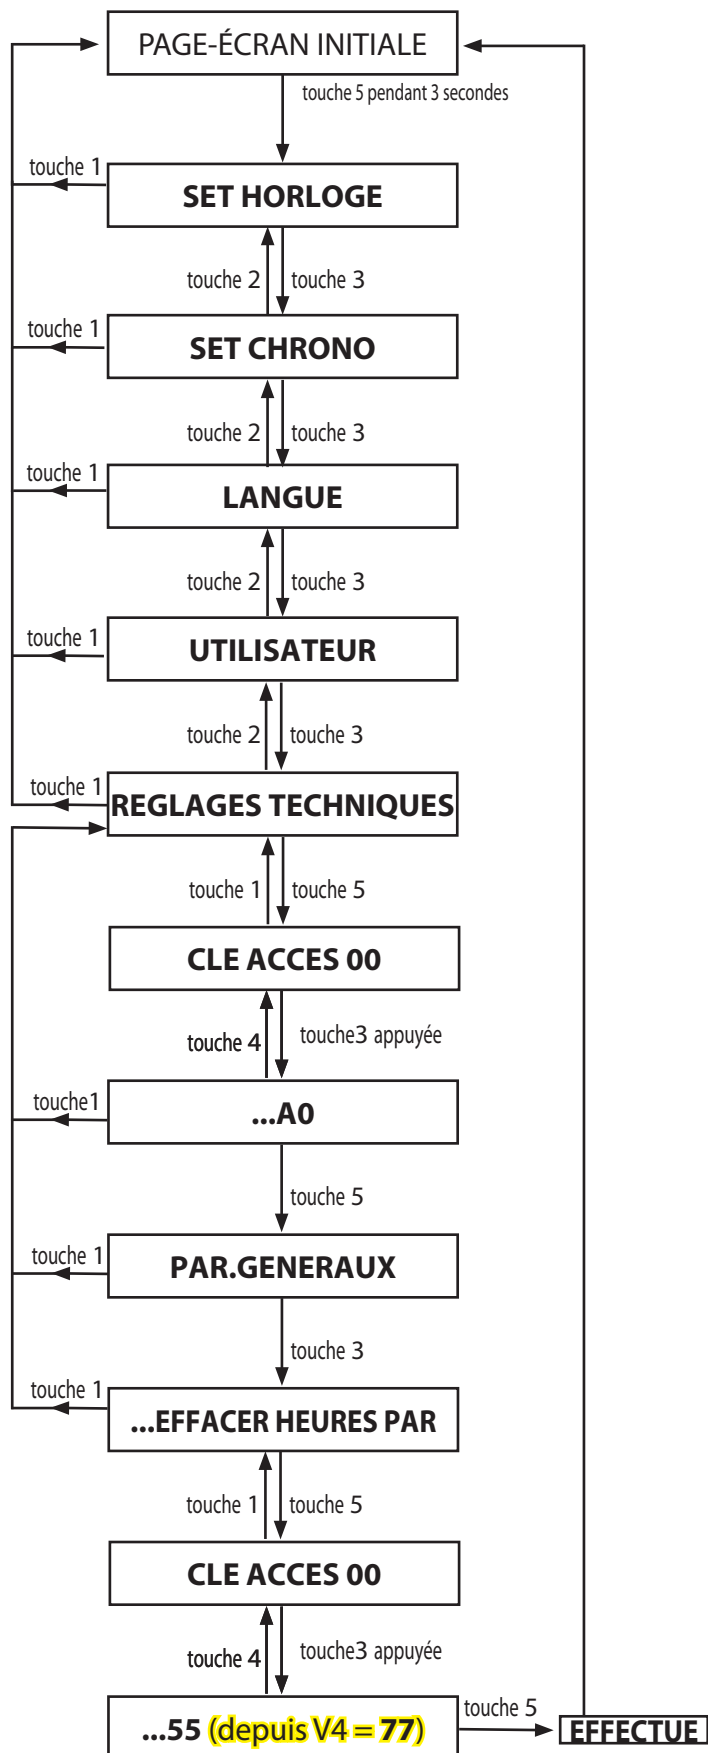 PAGE-ÉCRAN INITIALE
touche 5 pendant 3 secondes
touche 1
SET HORLOGE
touche 2 touche 3
touche 1
SET CHRONO
touche 2 touche 3
touche 1
LANGUE
touche 2 touche 3
touche 1
UTILISATEUR
touche 2 touche 3
touche 1
REGLAGES TECHNIQUES
touche 1 touche 5
CLE ACCES 00
touche 4 touche3 appuyée
touche1
...A0
touche 5
touche 1
PAR.GENERAUX
touche 3
touche 1
...EFFACER HEURES PAR
touche 1 touche 5
CLE ACCES 00
touche 4 touche3 appuyée
...55 (depuis V4 = 77)
touche 5
EFFECTUE